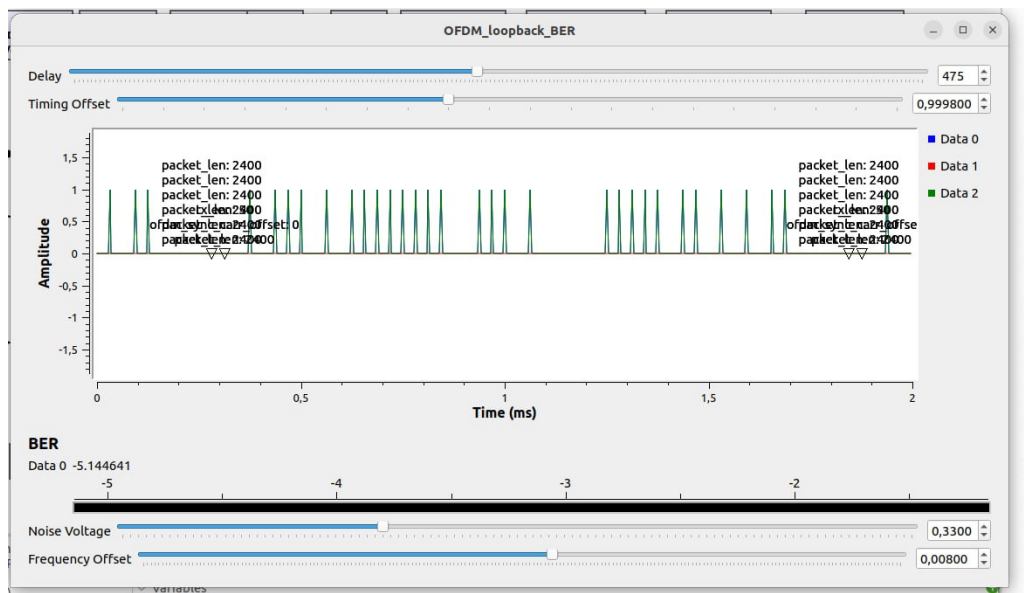 OFDM_loopback_BER
Delay 475
Timing Offset 0,999800
Data 0
Data 1
Data 2
1,5
1
0,5
0
-0,5
-1
-1,5
Amplitude
packet_len: 2400 packet_len: 2400
packet_len: 2400 packet_len: 2400
packet_len: 2400 packet_len: 2400
0 0,5 1 1,5 2
Time (ms)
BER
Data 0 -5.144641
-5 -4 -3 -2
Noise Voltage 0,3300
Frequency Offset 0,00800
Variables